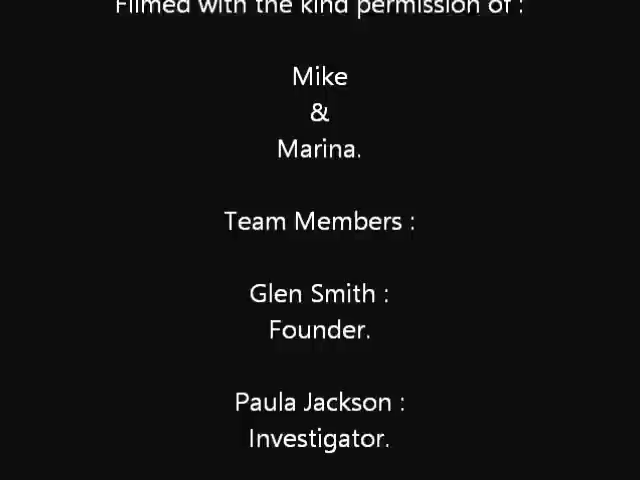 Filmed with the kind permission of :
Mike
&
Marina.
Team Members :
Glen Smith :
Founder.
Paula Jackson :
Investigator.